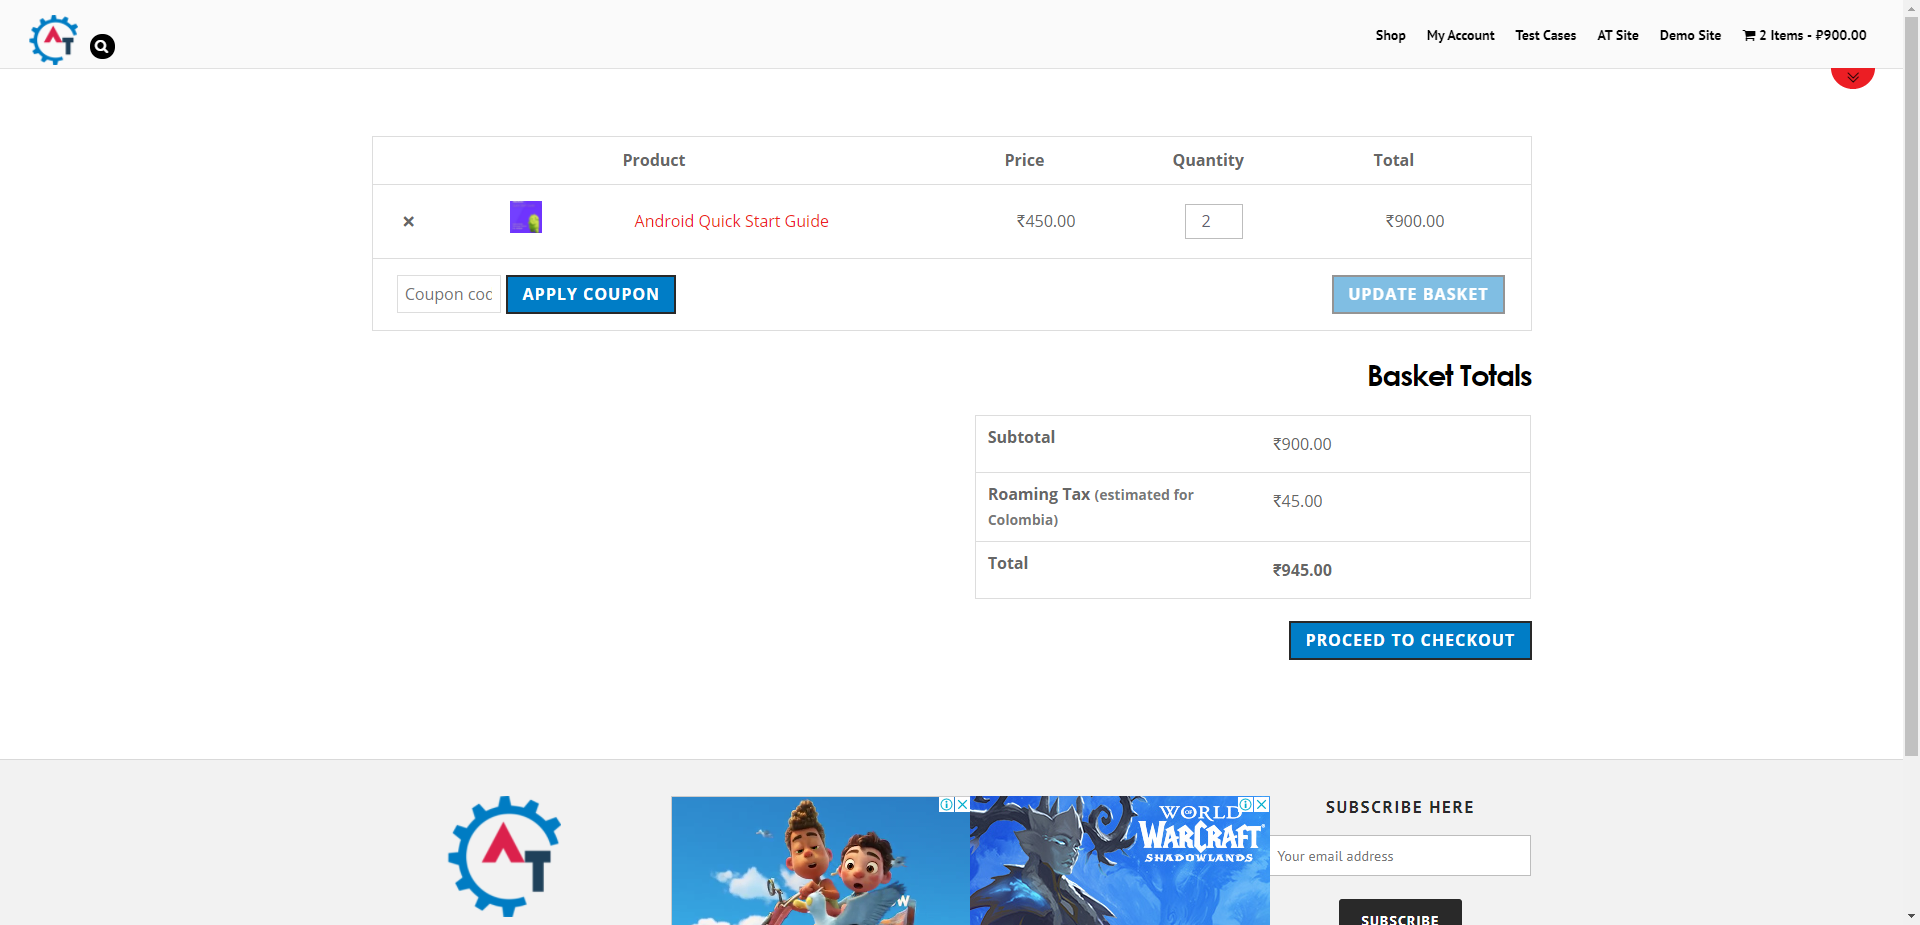 AT
Shop My Account Test Cases AT Site Demo Site 2 Items - ₹900.00
Product Price Quantity Total
× Android Quick Start Guide ₹450.00 2 ₹900.00
Coupon coc APPLY COUPON UPDATE BASKET
Basket Totals
Subtotal ₹900.00
Roaming Tax (estimated for Colombia) ₹45.00
Total ₹945.00
PROCEED TO CHECKOUT
AT
WORLD OF WARCRAFT SHADOWLANDS
SUBSCRIBE HERE
Your email address
SUBSCRIBE